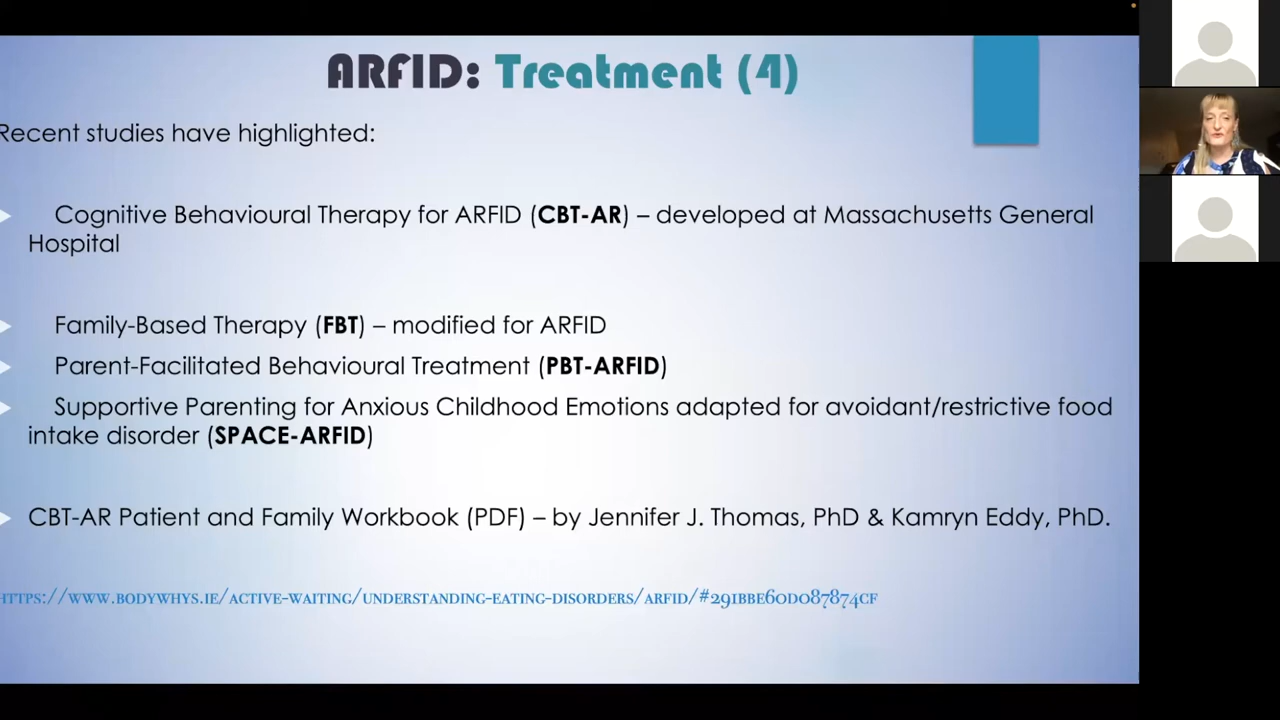 ARFID: Treatment (4)
Recent studies have highlighted:
Cognitive Behavioural Therapy for ARFID (CBT-AR) – developed at Massachusetts General
Hospital
Family-Based Therapy (FBT) – modified for ARFID
Parent-Facilitated Behavioural Treatment (PBT-ARFID)
Supportive Parenting for Anxious Childhood Emotions adapted for avoidant/restrictive food
intake disorder (SPACE-ARFID)
CBT-AR Patient and Family Workbook (PDF) – by Jennifer J. Thomas, PhD & Kamryn Eddy, PhD.
HTTPS://WWW.BODYWHYS.IE/ACTIVE-WAITING/UNDERSTANDING-EATING-DISORDERS/ARFID/#291BBE60D087874CF